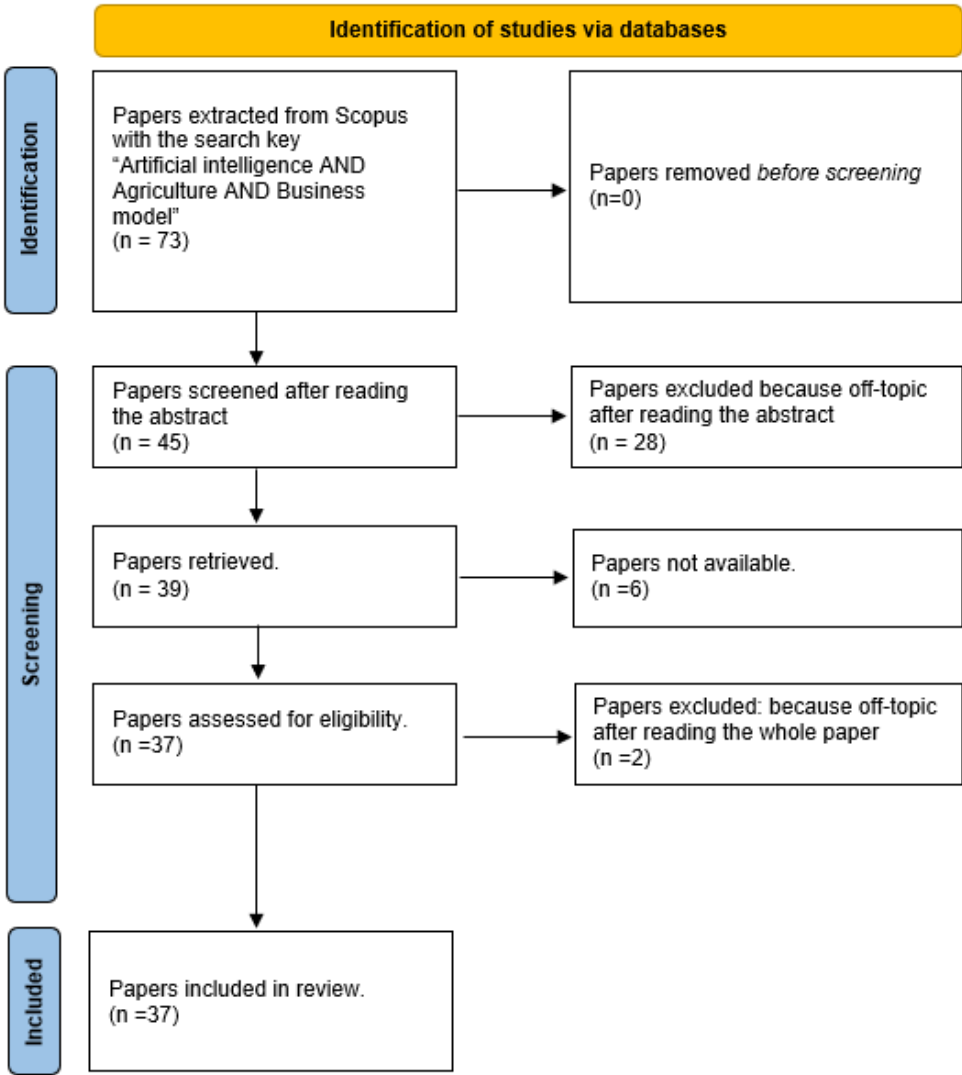 Identification of studies via databases
Identification
Papers extracted from Scopus
with the search key
“Artificial intelligence AND
Agriculture AND Business
model”
(n = 73)
Papers removed before screening
(n=0)
Screening
Papers screened after reading
the abstract
(n = 45)
Papers excluded because off-topic
after reading the abstract
(n = 28)
Papers retrieved.
(n = 39)
Papers not available.
(n =6)
Papers assessed for eligibility.
(n =37)
Papers excluded: because off-topic
after reading the whole paper
(n =2)
Included
Papers included in review.
(n =37)